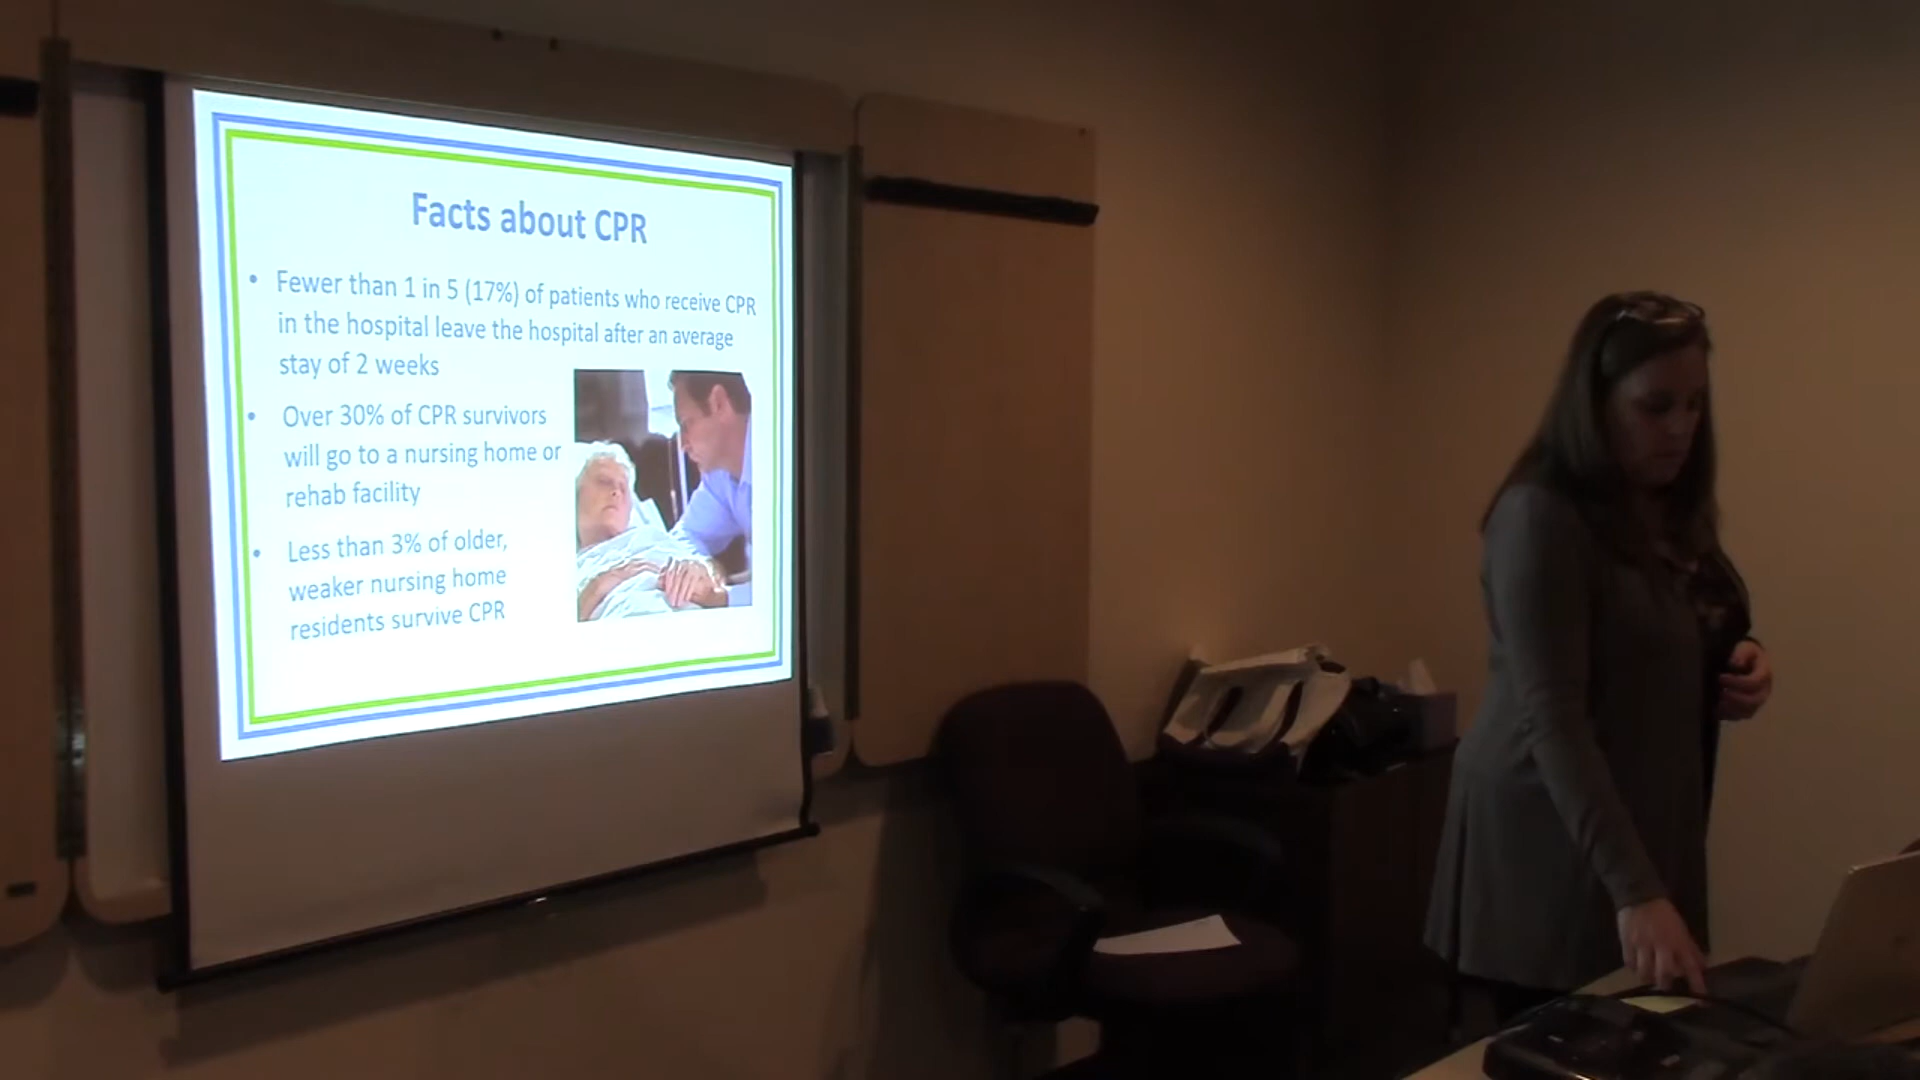 Facts about CPR
• Fewer than 1 in 5 (17%) of patients who receive CPR
in the hospital leave the hospital after an average
stay of 2 weeks
• Over 30% of CPR survivors
will go to a nursing home or
rehab facility
• Less than 3% of older,
weaker nursing home
residents survive CPR